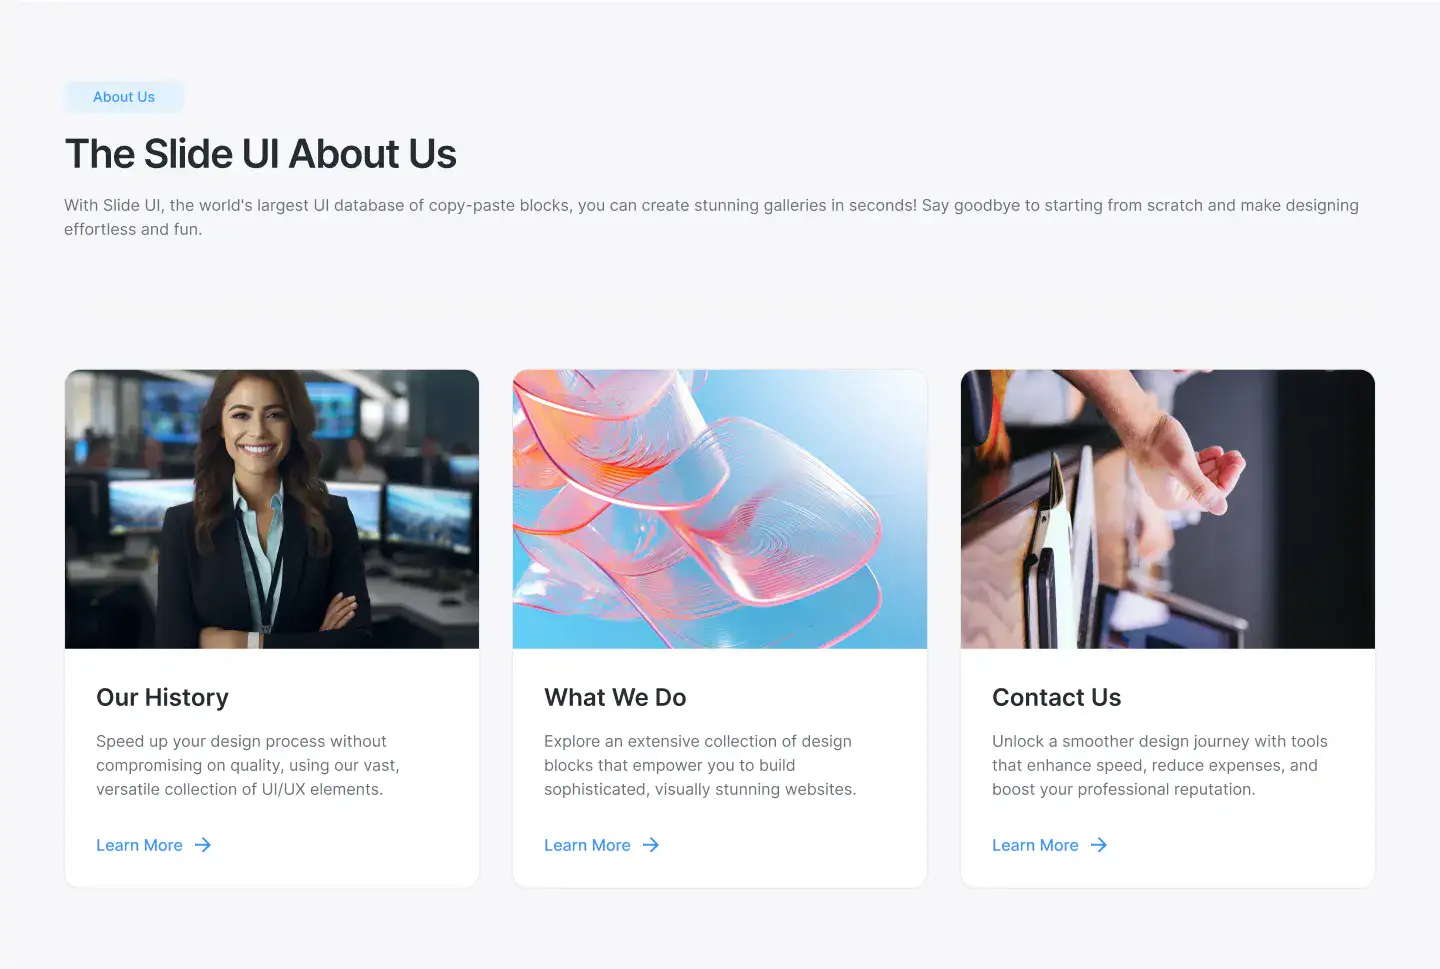 About Us
The Slide UI About Us
With Slide UI, the world's largest UI database of copy-paste blocks, you can create stunning galleries in seconds! Say goodbye to starting from scratch and make designing
effortless and fun.
Our History
Speed up your design process without
compromising on quality, using our vast,
versatile collection of UI/UX elements.
Learn More
What We Do
Explore an extensive collection of design
blocks that empower you to build
sophisticated, visually stunning websites.
Learn More
Contact Us
Unlock a smoother design journey with tools
that enhance speed, reduce expenses, and
boost your professional reputation.
Learn More